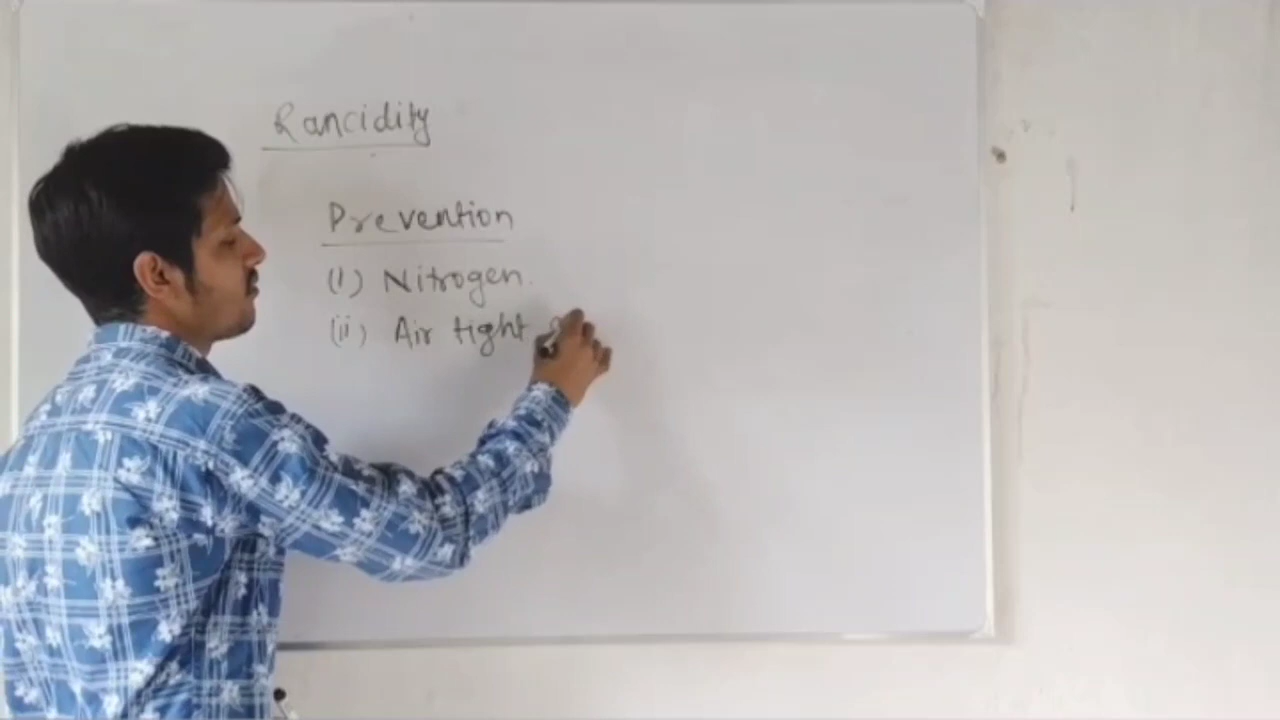 Rancidity
Prevention
(i) Nitrogen.
(ii) Air tight